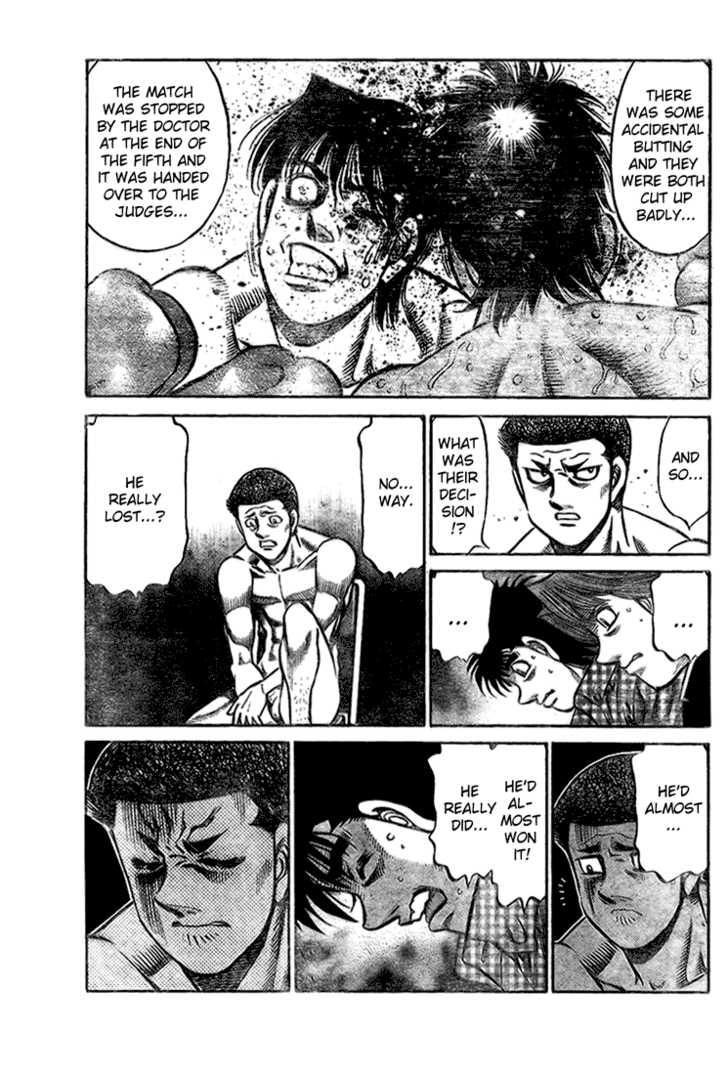 THERE
WAS SOME
ACCIDENTAL
BUTTING
AND THEY
WERE BOTH
CUT UP
BADLY...
THE MATCH
WAS STOPPED
BY THE DOCTOR
AT THE END OF
THE FIFTH AND
IT WAS HANDED
OVER TO THE
JUDGES...
AND
SO...
WHAT
WAS
THEIR
DECI-
SION
!?
...
...
NO...
WAY.
HE
REALLY
LOST...?
HE'D
ALMOST
...
HE'D
AL-
MOST
WON
IT!
HE
REALLY
DID...